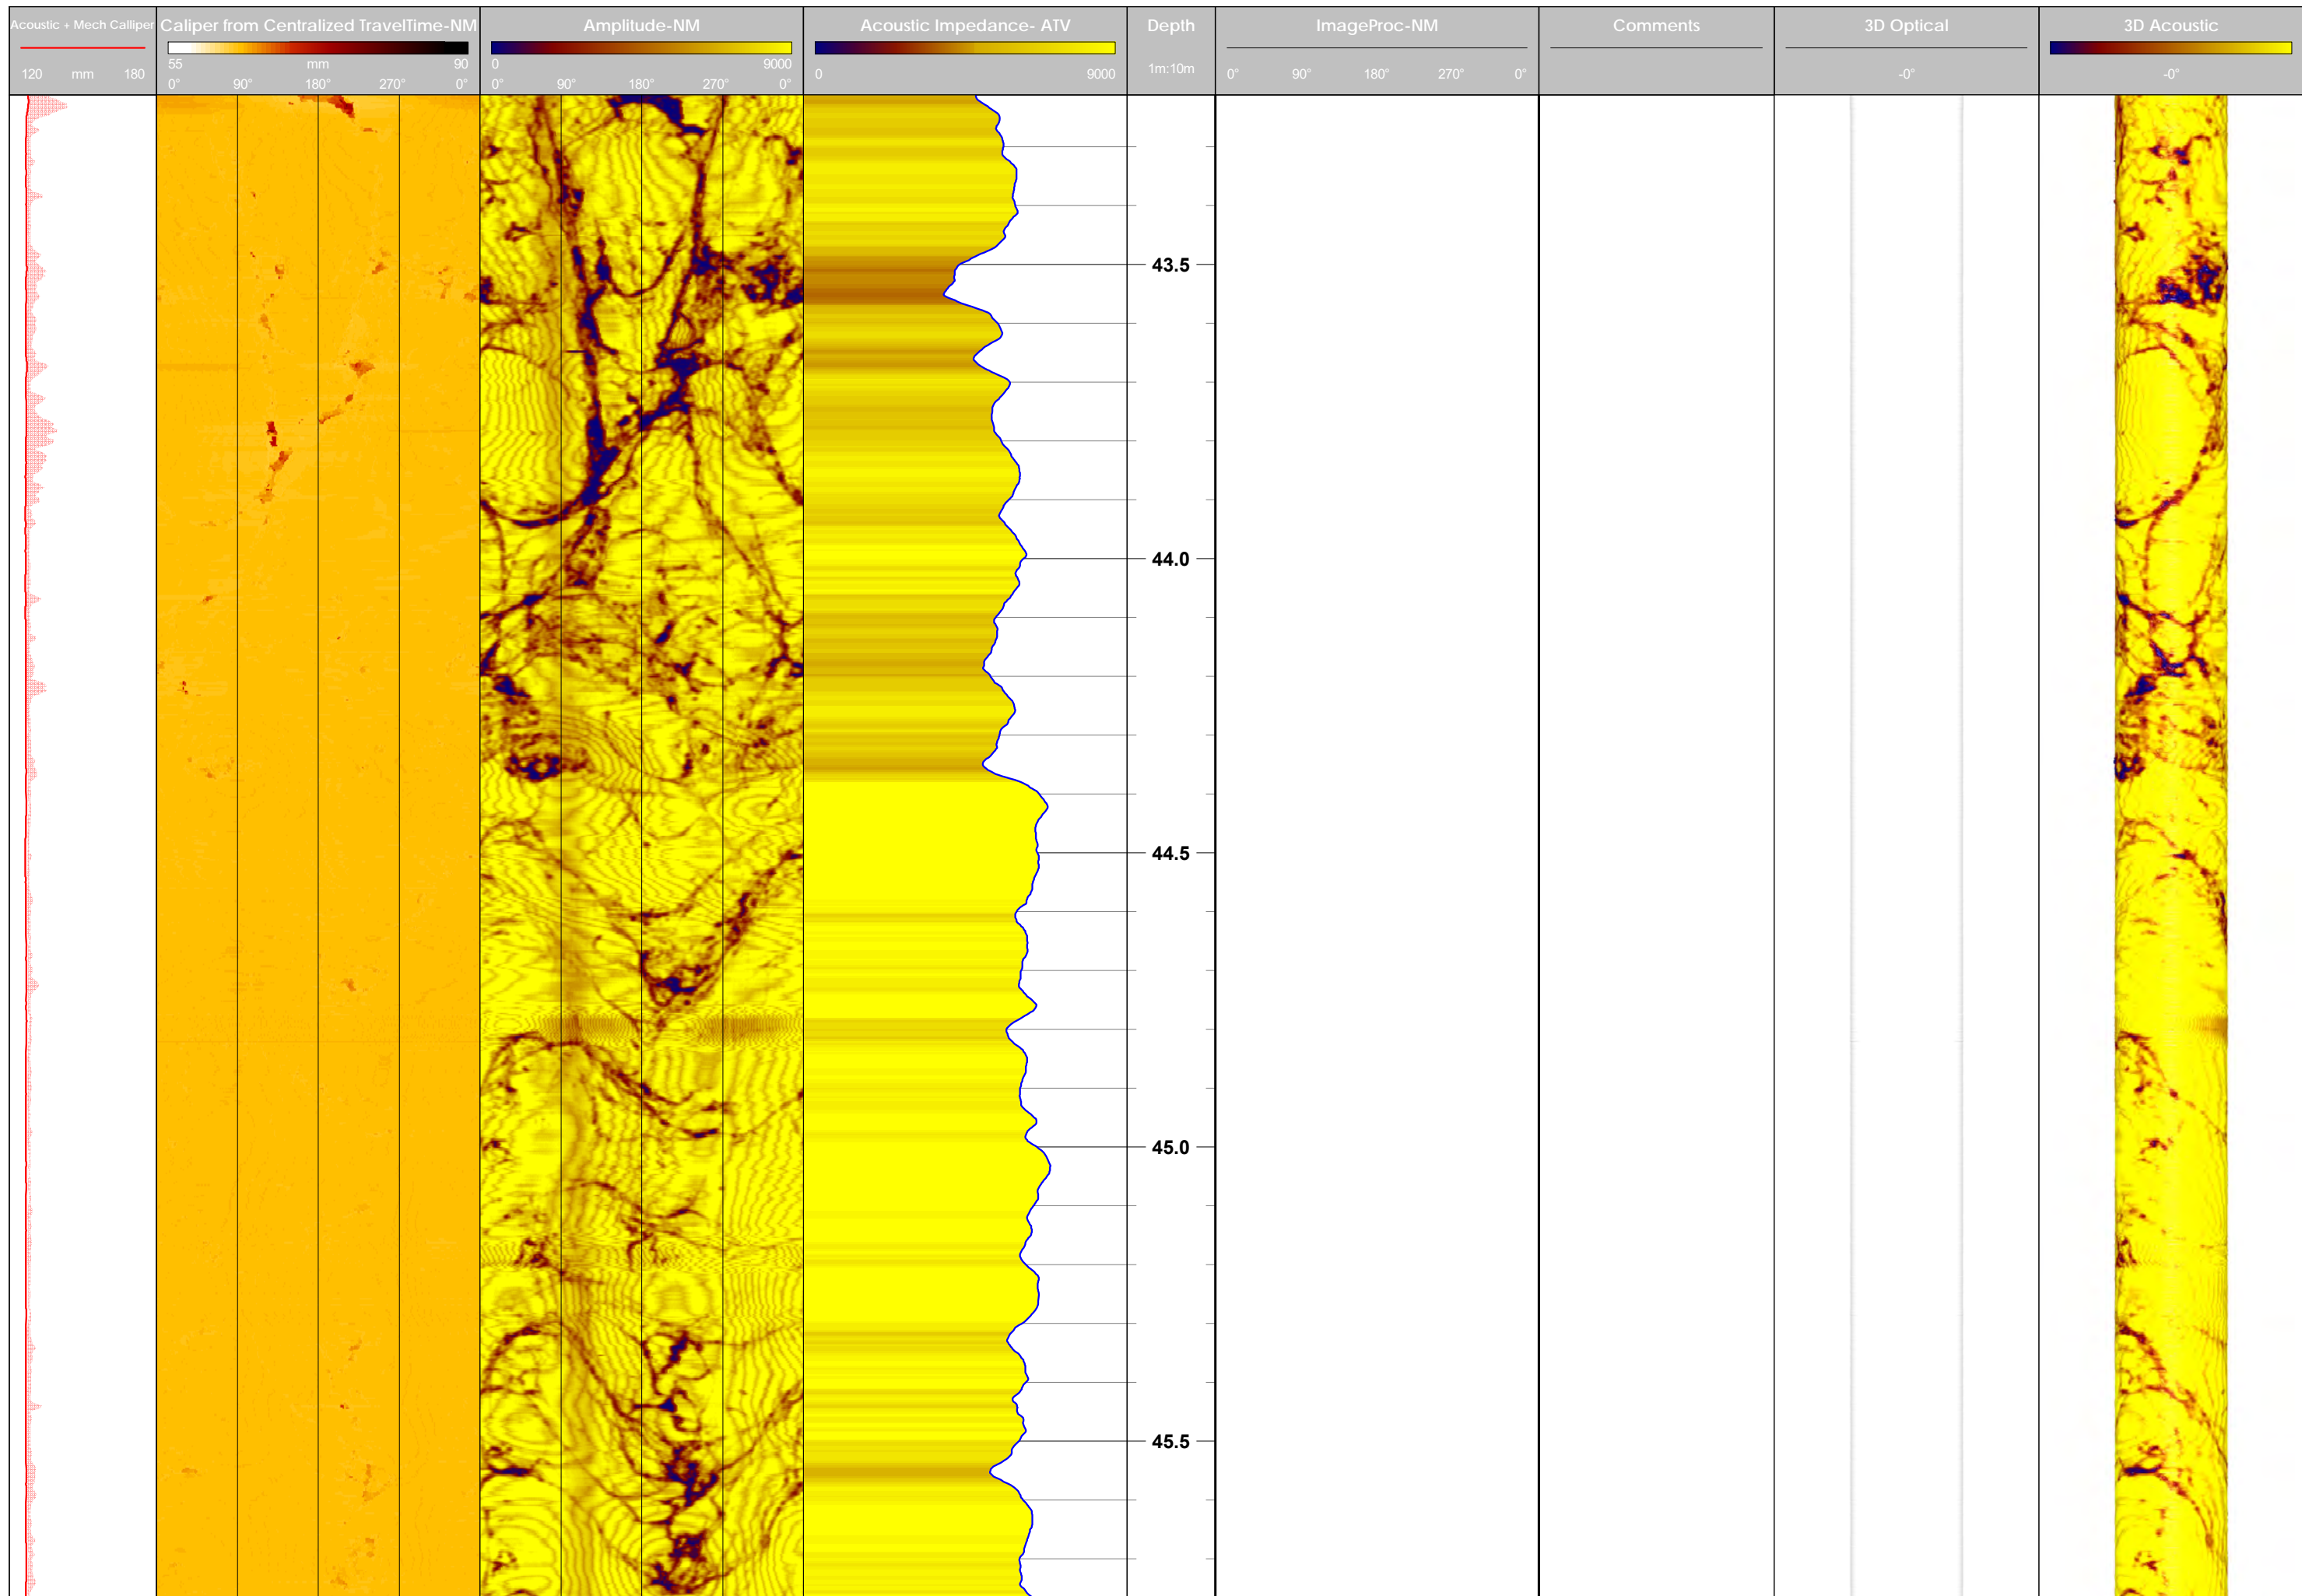 Acoustic + Mech Calliper
120 mm 180
Caliper from Centralized TravelTime-NM
55 mm 90
0° 90° 180° 270° 0°
Amplitude-NM
0 9000
0° 90° 180° 270° 0°
Acoustic Impedance- ATV
0 9000
Depth
1m:10m
ImageProc-NM
0° 90° 180° 270° 0°
Comments
3D Optical
-0°
3D Acoustic
-0°
43.5
44.0
44.5
45.0
45.5